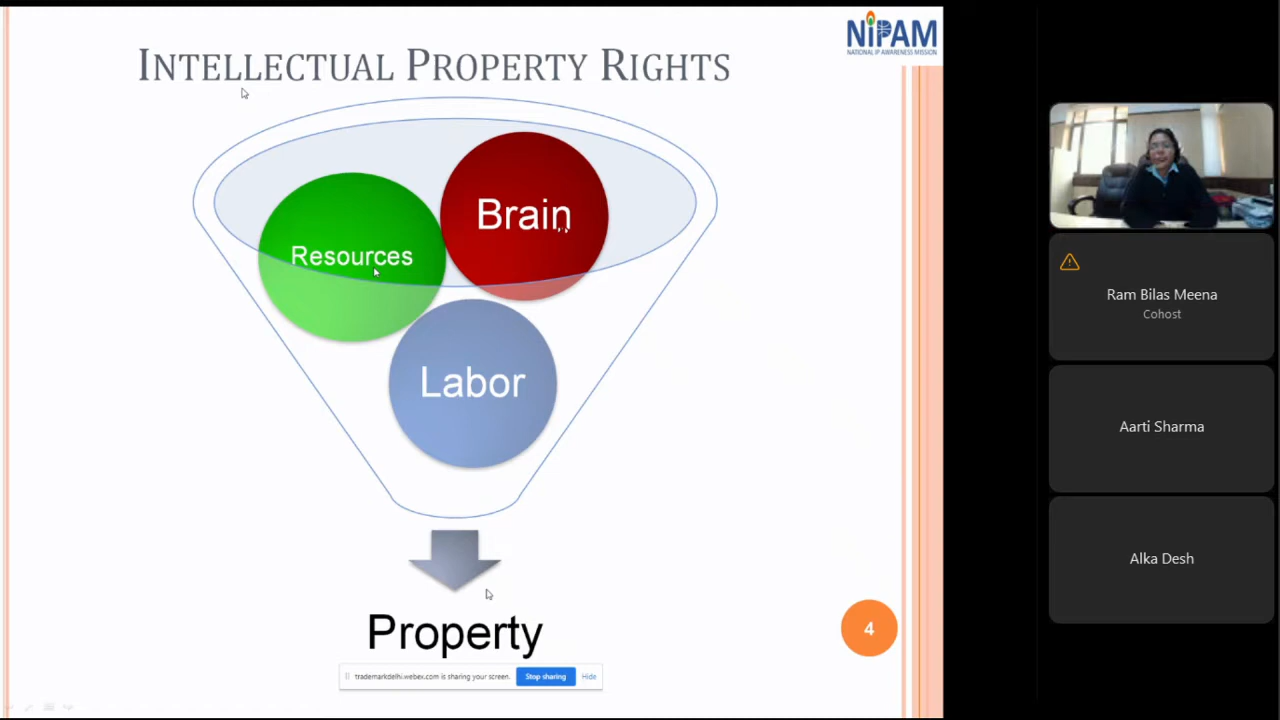 NIPAM
NATIONAL IP AWARENESS MISSION
INTELLECTUAL PROPERTY RIGHTS
Brain
Resources
Labor
Property
4
trademarkdelhi.webex.com is sharing your screen.
Stop sharing
Hide
Ram Bilas Meena
Cohost
Aarti Sharma
Alka Desh